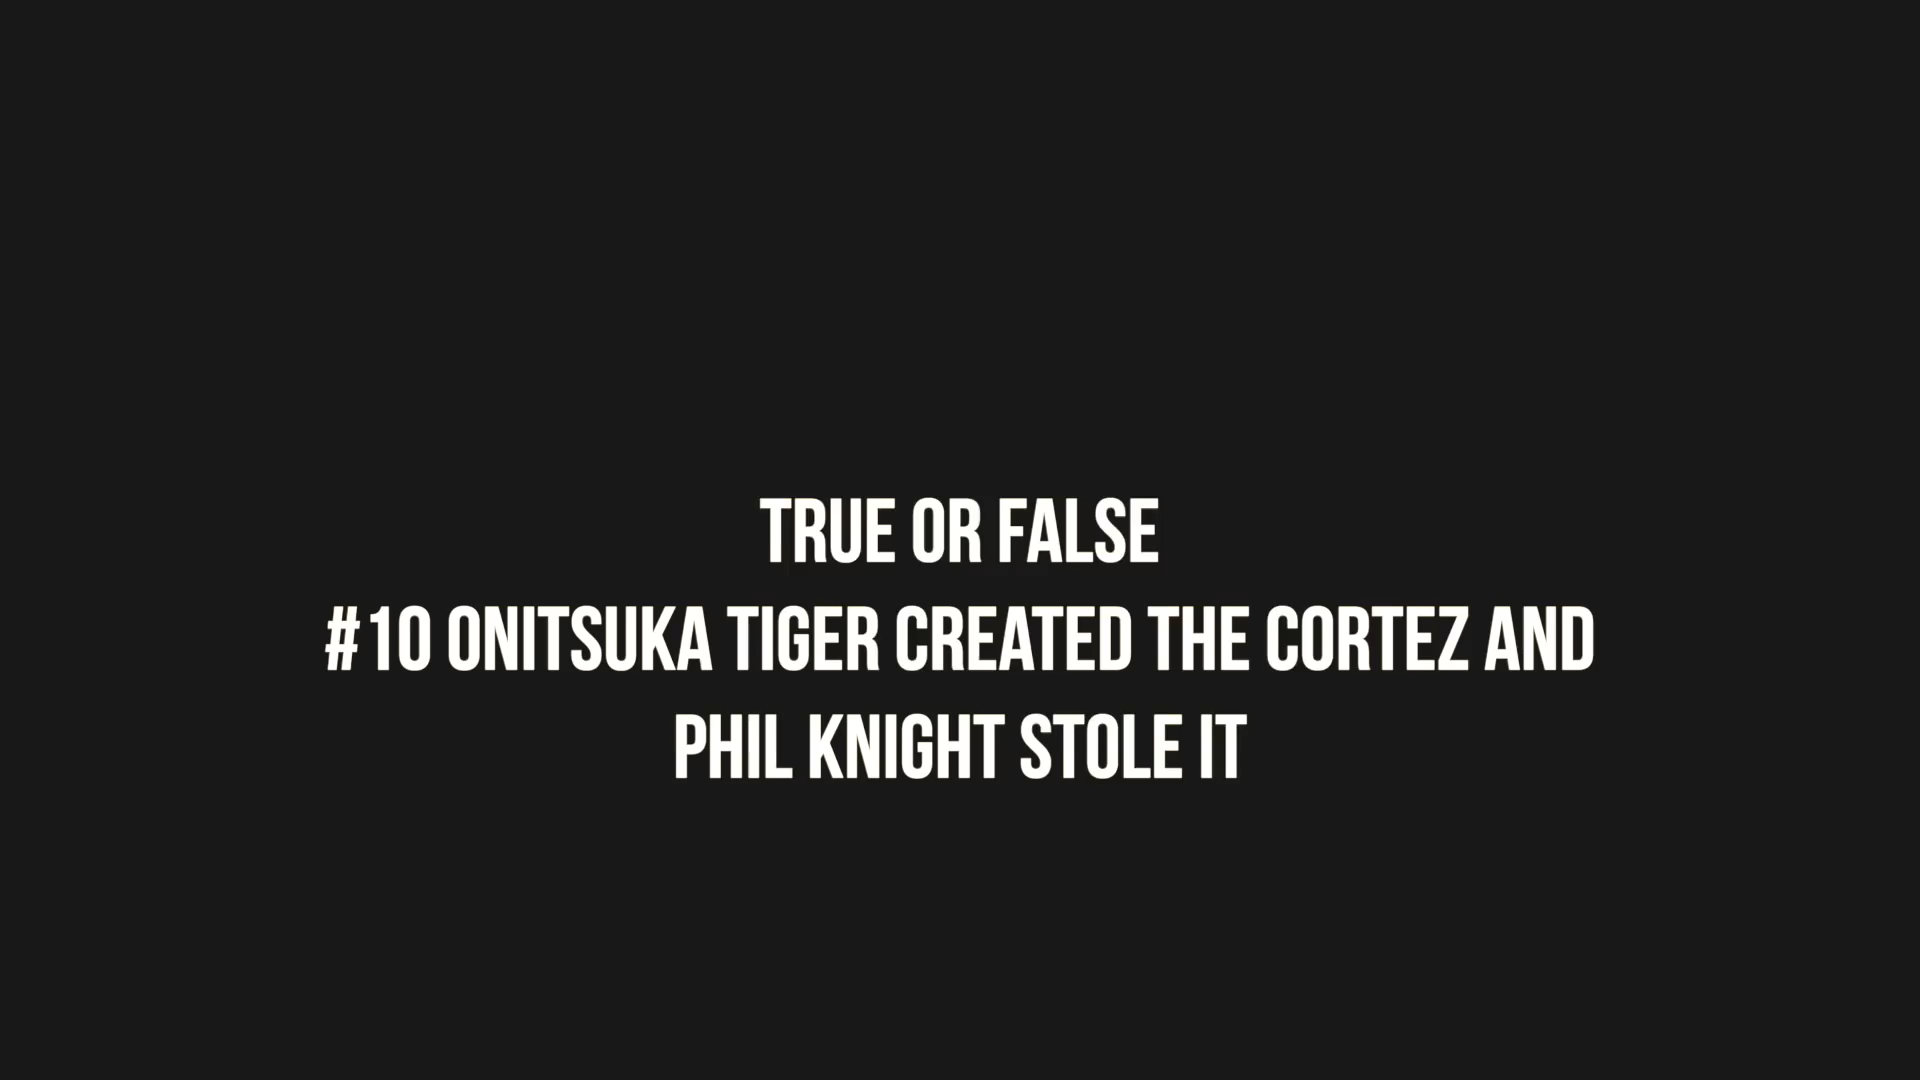 TRUE OR FALSE
#10 ONITSUKA TIGER CREATED THE CORTEZ AND
PHIL KNIGHT STOLE IT